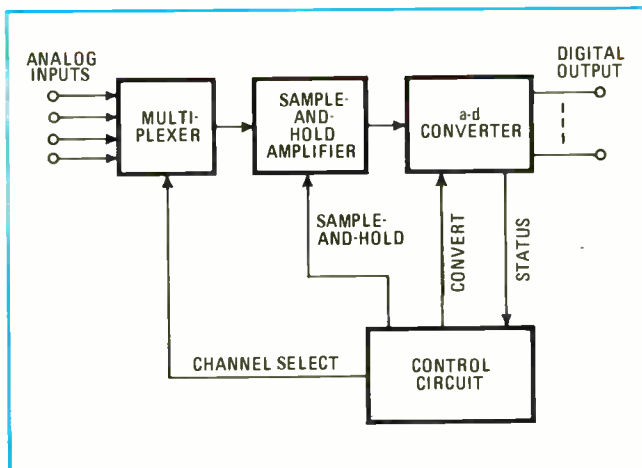 ANALOG
INPUTS
MULTI-
PLEXER
SAMPLE-
AND-
HOLD
AMPLIFIER
a-d
CONVERTER
DIGITAL
OUTPUT
SAMPLE-
AND-HOLD
CONVERT
STATUS
CHANNEL SELECT
CONTROL
CIRCUIT